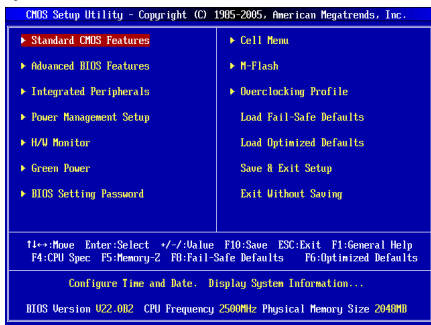 CMOS Setup Utility - Copyright (C) 1985-2005, American Megatrends, Inc.
▶ Standard CMOS Features
▶ Advanced BIOS Features
▶ Integrated Peripherals
▶ Power Management Setup
▶ H/W Monitor
▶ Green Power
▶ BIOS Setting Password
▶ Cell Menu
▶ M-Flash
▶ Overclocking Profile
Load Fail-Safe Defaults
Load Optimized Defaults
Save & Exit Setup
Exit Without Saving
↑↓←→:Move Enter:Select +/-/:Value F10:Save ESC:Exit F1:General Help
F4:CPU Spec F5:Memory-Z F8:Fail-Safe Defaults F6:Optimized Defaults
Configure Time and Date. Display System Information...
BIOS Version V22.0B2 CPU Frequency 2500MHz Physical Memory Size 2048MB